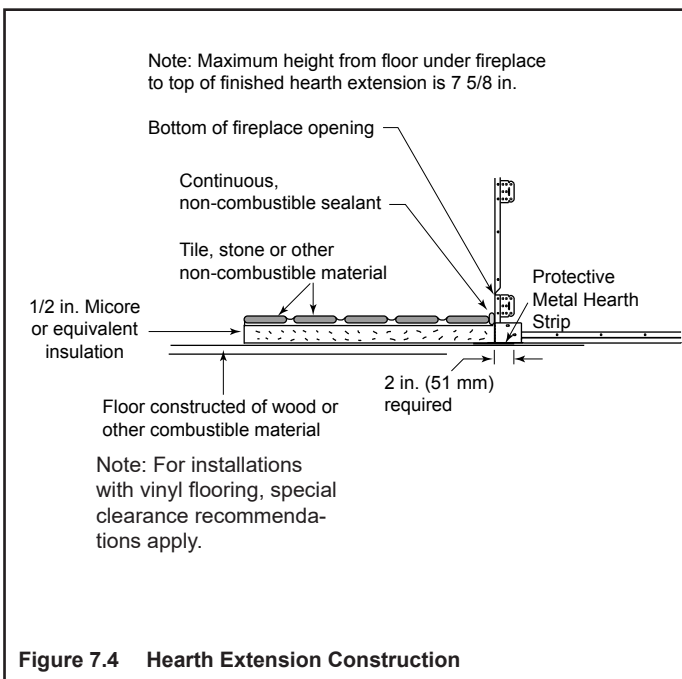 Note: Maximum height from floor under fireplace
to top of finished hearth extension is 7 5/8 in.
Bottom of fireplace opening
Continuous,
non-combustible sealant
Tile, stone or other
non-combustible material
Protective
Metal Hearth
Strip
1/2 in. Micore
or equivalent
insulation
2 in. (51 mm)
required
Floor constructed of wood or
other combustible material
Note: For installations
with vinyl flooring, special
clearance recommenda-
tions apply.
Figure 7.4 Hearth Extension Construction